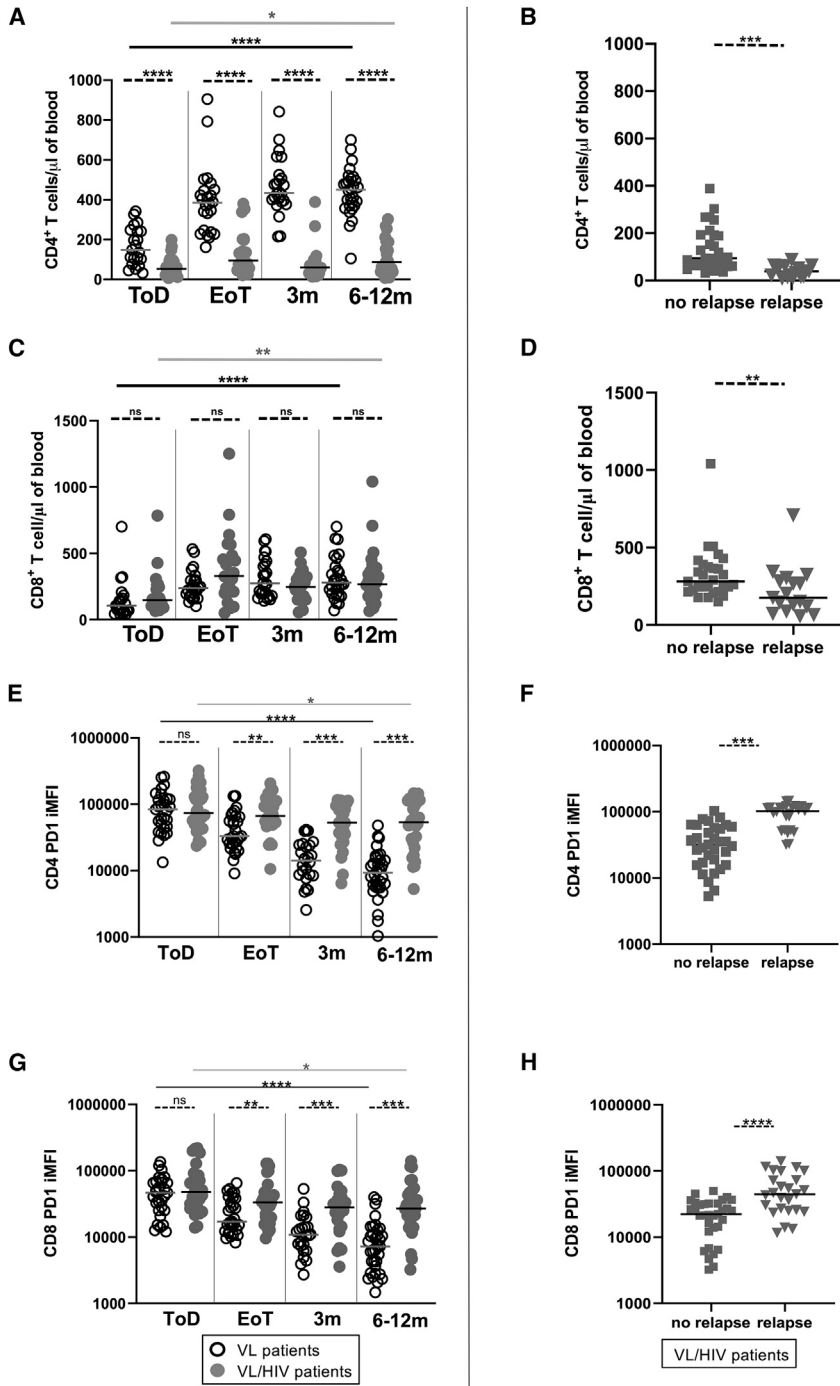 A
*
****
**** **** **** ****
CD4+ T cells/μl of blood
1000
800
600
400
200
0
ToD EoT 3m 6-12m
B
***
CD4+ T cells/μl of blood
1000
800
600
400
200
100
0
no relapse relapse
C
**
****
ns ns ns ns
CD8+ T cell/μl of blood
1500
1000
500
0
ToD EoT 3m 6-12m
D
**
CD8+ T cell/μl of blood
1500
1000
500
0
no relapse relapse
E
*
****
ns ** *** ***
CD4 PD1 iMFI
1000000
100000
10000
1000
ToD EoT 3m 6-12m
F
***
CD4 PD1 iMFI
1000000
100000
10000
1000
no relapse relapse
G
*
****
ns ** *** ***
CD8 PD1 iMFI
1000000
100000
10000
1000
ToD EoT 3m 6-12m
VL patients
VL/HIV patients
H
****
CD8 PD1 iMFI
1000000
100000
10000
1000
no relapse relapse
VL/HIV patients